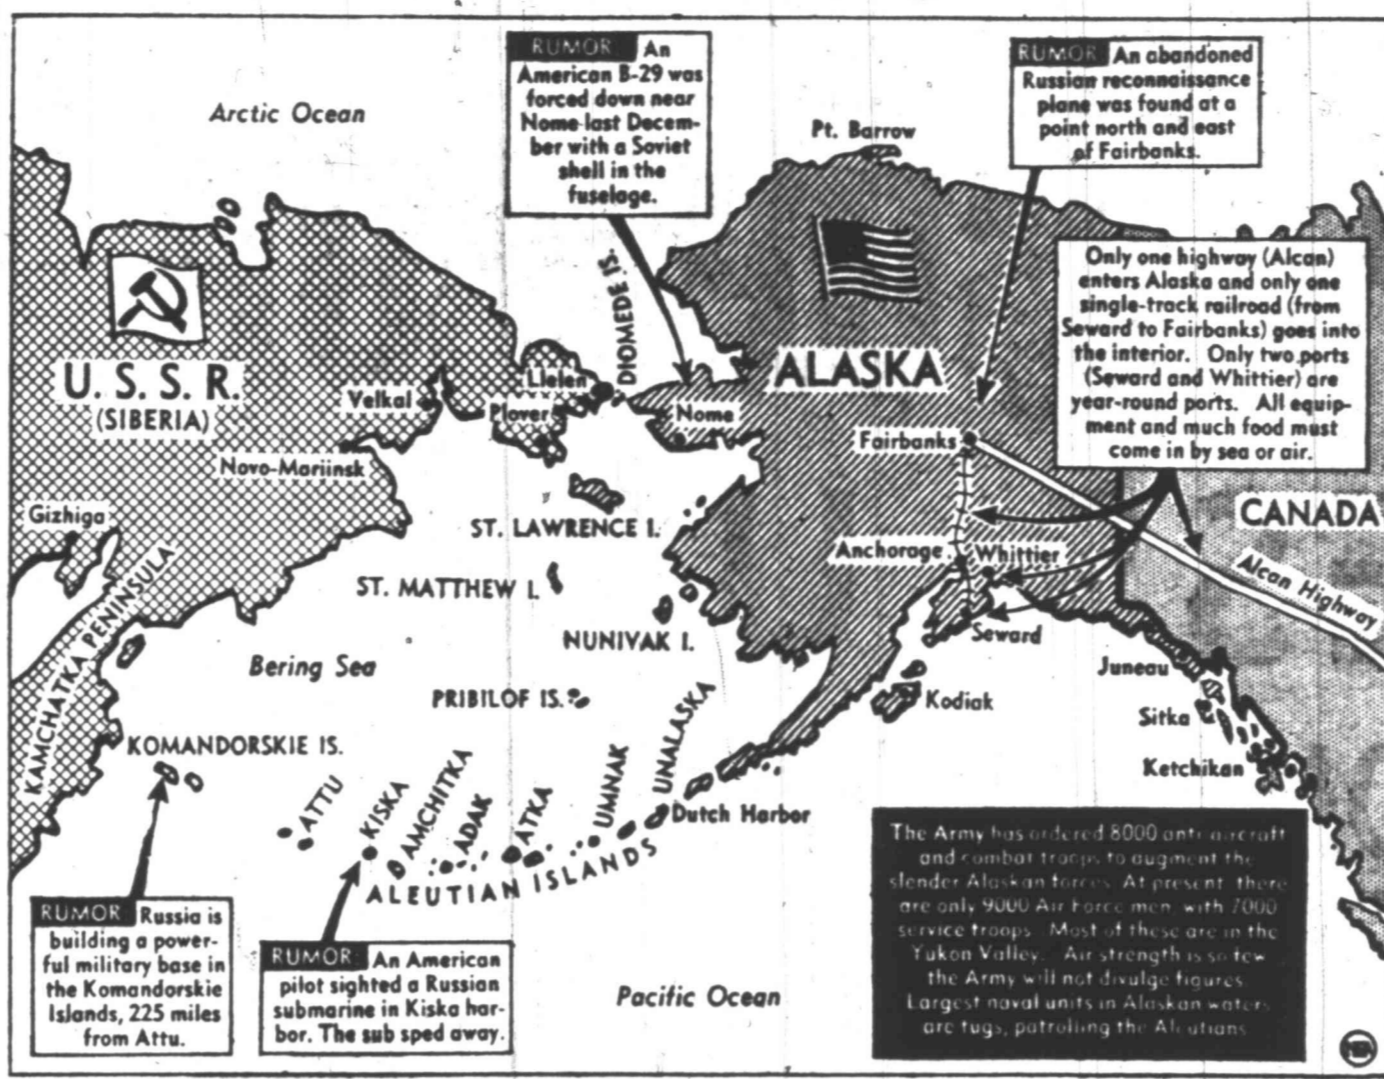 RUMOR An
American B-29 was
forced down near
Nome last Decem-
ber with a Soviet
shell in the
fuselage.
RUMOR An abandoned
Russian reconnaissance
plane was found at a
point north and east
of Fairbanks.
Arctic Ocean
Pt. Barrow
Only one highway (Alcan)
enters Alaska and only one
single-track railroad (from
Seward to Fairbanks) goes into
the interior. Only two ports
(Seward and Whittier) are
year-round ports. All equip-
ment and much food must
come in by sea or air.
U. S. S. R.
(SIBERIA)
DIOMEDE IS.
ALASKA
Llelen
Velkal
Plover
Nome
Fairbanks
Novo-Mariinsk
Gizhiga
ST. LAWRENCE I.
CANADA
Anchorage
Whittier
Alcan Highway
ST. MATTHEW I.
KAMCHATKA PENINSULA
NUNIVAK I.
Seward
Bering Sea
Juneau
PRIBILOF IS.
Kodiak
Sitka
KOMANDORSKIE IS.
Ketchikan
ATTU
KISKA
AMCHITKA
ADAK
ATKA
UMNAK
UNALASKA
Dutch Harbor
ALEUTIAN ISLANDS
The Army has ordered 8000 anti-aircraft
and combat troops to augment the
slender Alaskan forces. At present there
are only 9000 Air Force men with 7000
service troops. Most of these are in the
Yukon Valley. Air strength is so few
the Army will not divulge figures.
Largest naval units in Alaskan waters
are tugs, patrolling the Aleutians
RUMOR Russia is
building a power-
ful military base in
the Komandorskie
Islands, 225 miles
from Attu.
RUMOR An American
pilot sighted a Russian
submarine in Kiska har-
bor. The sub sped away.
Pacific Ocean